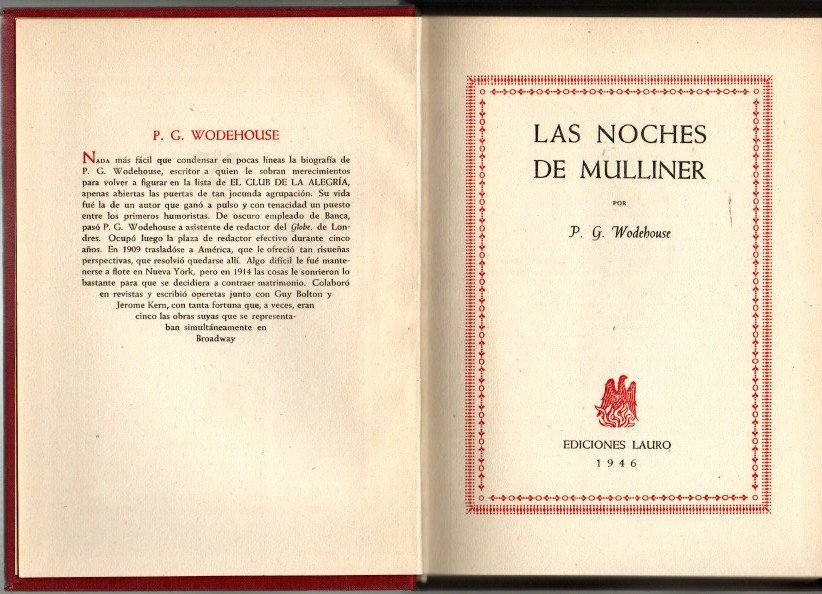 P. G. WODEHOUSE
NADA más fácil que condensar en pocas líneas la biografía de
P. G. Wodehouse, escritor a quien le sobran merecimientos
para volver a figurar en la lista de EL CLUB DE LA ALEGRÍA,
apenas abiertas las puertas de tan jocunda agrupación. Su vida
fué la de un autor que ganó a pulso y con tenacidad un puesto
entre los primeros humoristas. De oscuro empleado de Banca,
pasó P. G. Wodehouse a asistente de redactor del Globe. de Lon-
dres. Ocupó luego la plaza de redactor efectivo durante cinco
años. En 1909 trasladóse a América, que le ofreció tan risueñas
perspectivas, que resolvió quedarse allí. Algo difícil le fué mante-
nerse a flote en Nueva York, pero en 1914 las cosas le sonrieron lo
bastante para que se decidiera a contraer matrimonio. Colaboró
en revistas y escribió operetas junto con Guy Bolton y
Jerome Kern, con tanta fortuna que, a veces, eran
cinco las obras suyas que se representa-
ban simultáneamente en
Broadway
LAS NOCHES
DE MULLINER
POR
P. G. Wodehouse
EDICIONES LAURO
1946